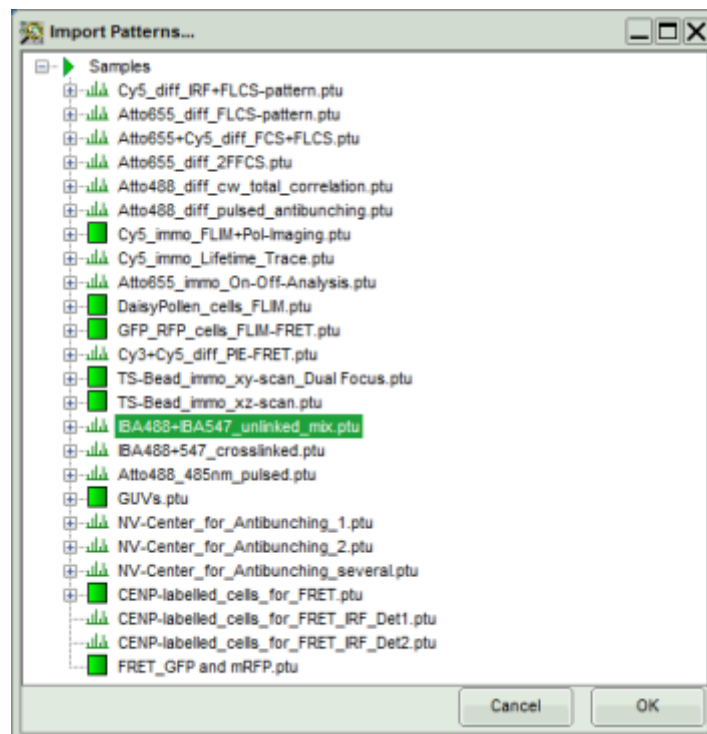 Import Patterns...
Samples
Cy5_diff_IRF+FLCS-pattern.ptu
Atto655_diff_FLCS-pattern.ptu
Atto655+Cy5_diff_FCS+FLCS.ptu
Atto655_diff_2FFCS.ptu
Atto488_diff_cw_total_correlation.ptu
Atto488_diff_pulsed_antibunching.ptu
Cy5_immo_FLIM+Pol-Imaging.ptu
Cy5_immo_Lifetime_Trace.ptu
Atto655_immo_On-Off-Analysis.ptu
DaisyPollen_cells_FLIM.ptu
GFP_RFP_cells_FLIM-FRET.ptu
Cy3+Cy5_diff_PIE-FRET.ptu
TS-Bead_immo_xy-scan_Dual Focus.ptu
TS-Bead_immo_xz-scan.ptu
IBA488+IBA547_unlinked_mix.ptu
IBA488+547_crosslinked.ptu
Atto488_485nm_pulsed.ptu
GUVs.ptu
NV-Center_for_Antibunching_1.ptu
NV-Center_for_Antibunching_2.ptu
NV-Center_for_Antibunching_several.ptu
CENP-labelled_cells_for_FRET.ptu
CENP-labelled_cells_for_FRET_IRF_Det1.ptu
CENP-labelled_cells_for_FRET_IRF_Det2.ptu
FRET_GFP and mRFP.ptu
Cancel OK